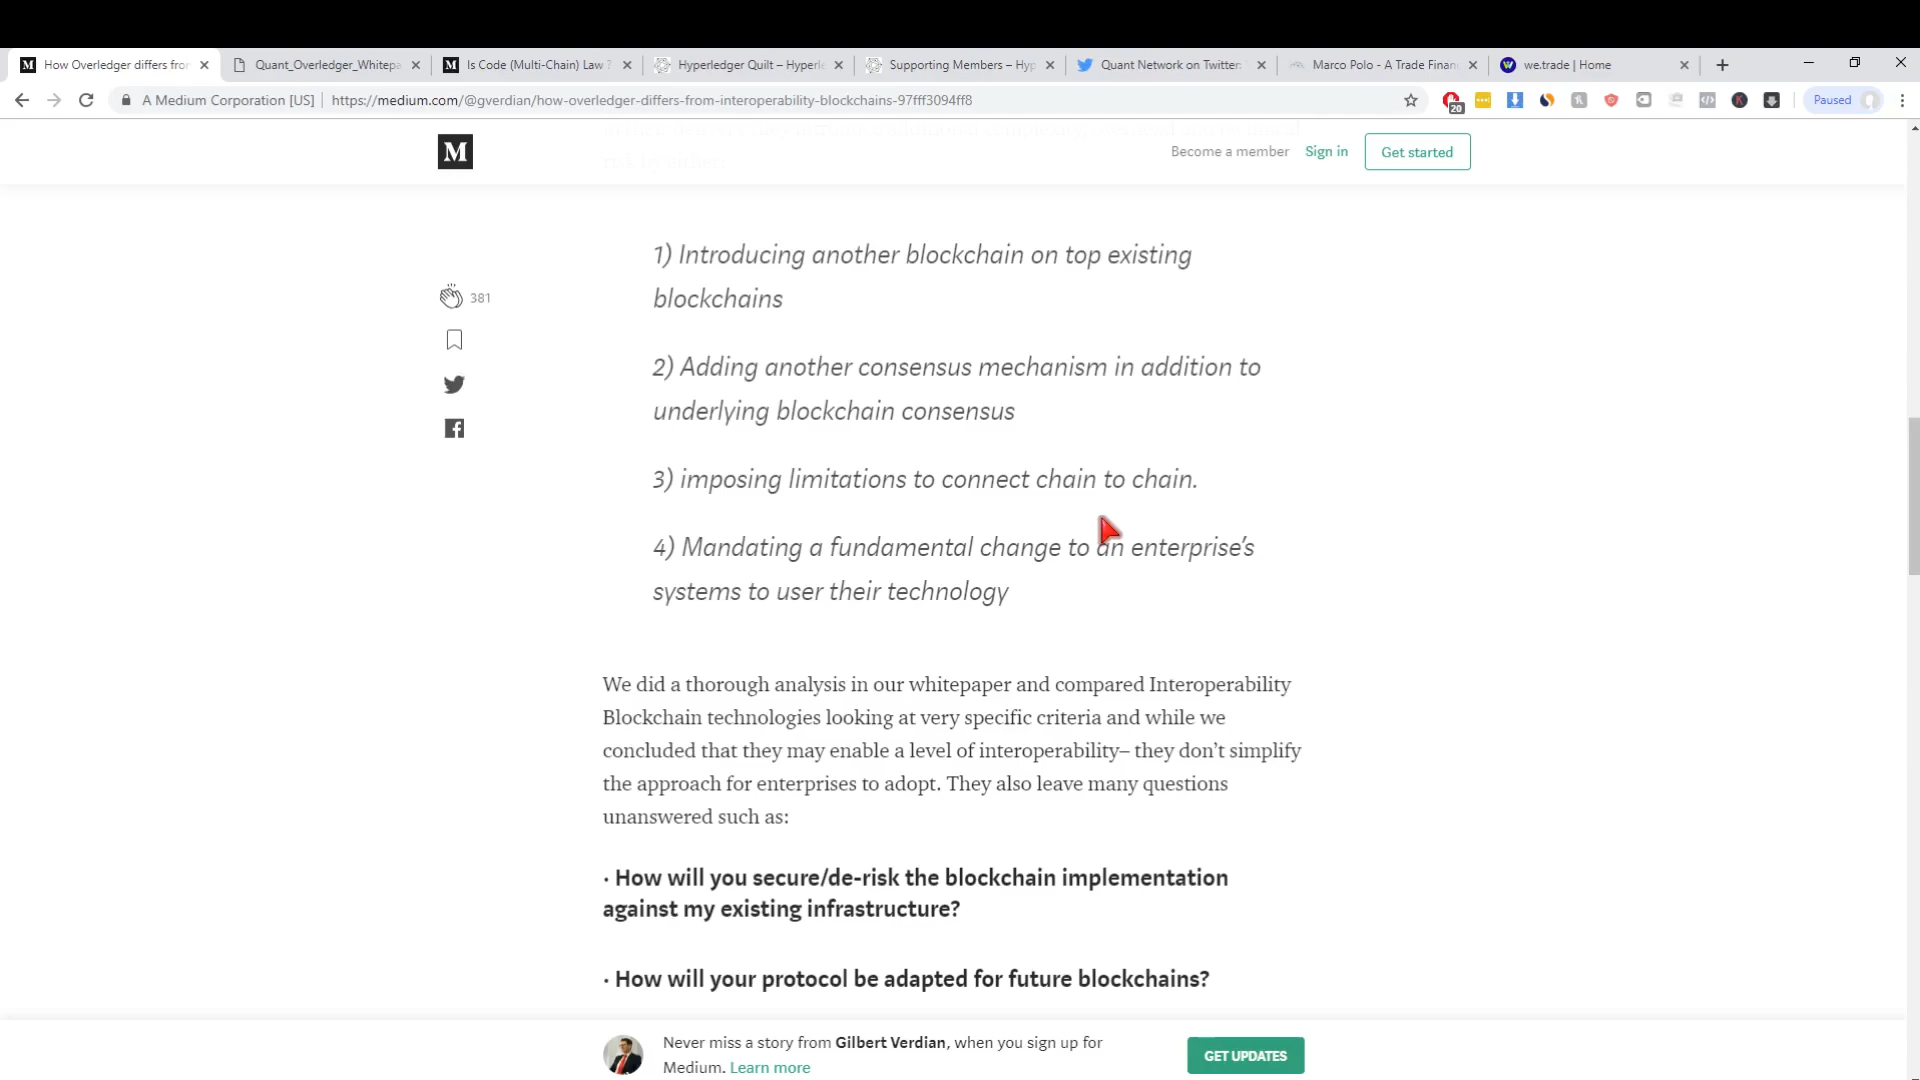 How Overledger differs fro
Quant_Overledger_Whitepa
Is Code (Multi-Chain) Law ?
Hyperledger Quilt – Hyperle
Supporting Members – Hyp
Quant Network on Twitter:
Marco Polo - A Trade Finan
we.trade | Home
A Medium Corporation [US]
https://medium.com/@gverdian/how-overledger-differs-from-interoperability-blockchains-97fff3094ff8
20
Paused
M
Become a member
Sign in
Get started
1) Introducing another blockchain on top existing
blockchains
381
2) Adding another consensus mechanism in addition to
underlying blockchain consensus
3) imposing limitations to connect chain to chain.
4) Mandating a fundamental change to an enterprise’s
systems to user their technology
We did a thorough analysis in our whitepaper and compared Interoperability
Blockchain technologies looking at very specific criteria and while we
concluded that they may enable a level of interoperability– they don’t simplify
the approach for enterprises to adopt. They also leave many questions
unanswered such as:
· How will you secure/de-risk the blockchain implementation
against my existing infrastructure?
· How will your protocol be adapted for future blockchains?
Never miss a story from Gilbert Verdian, when you sign up for
Medium. Learn more
GET UPDATES